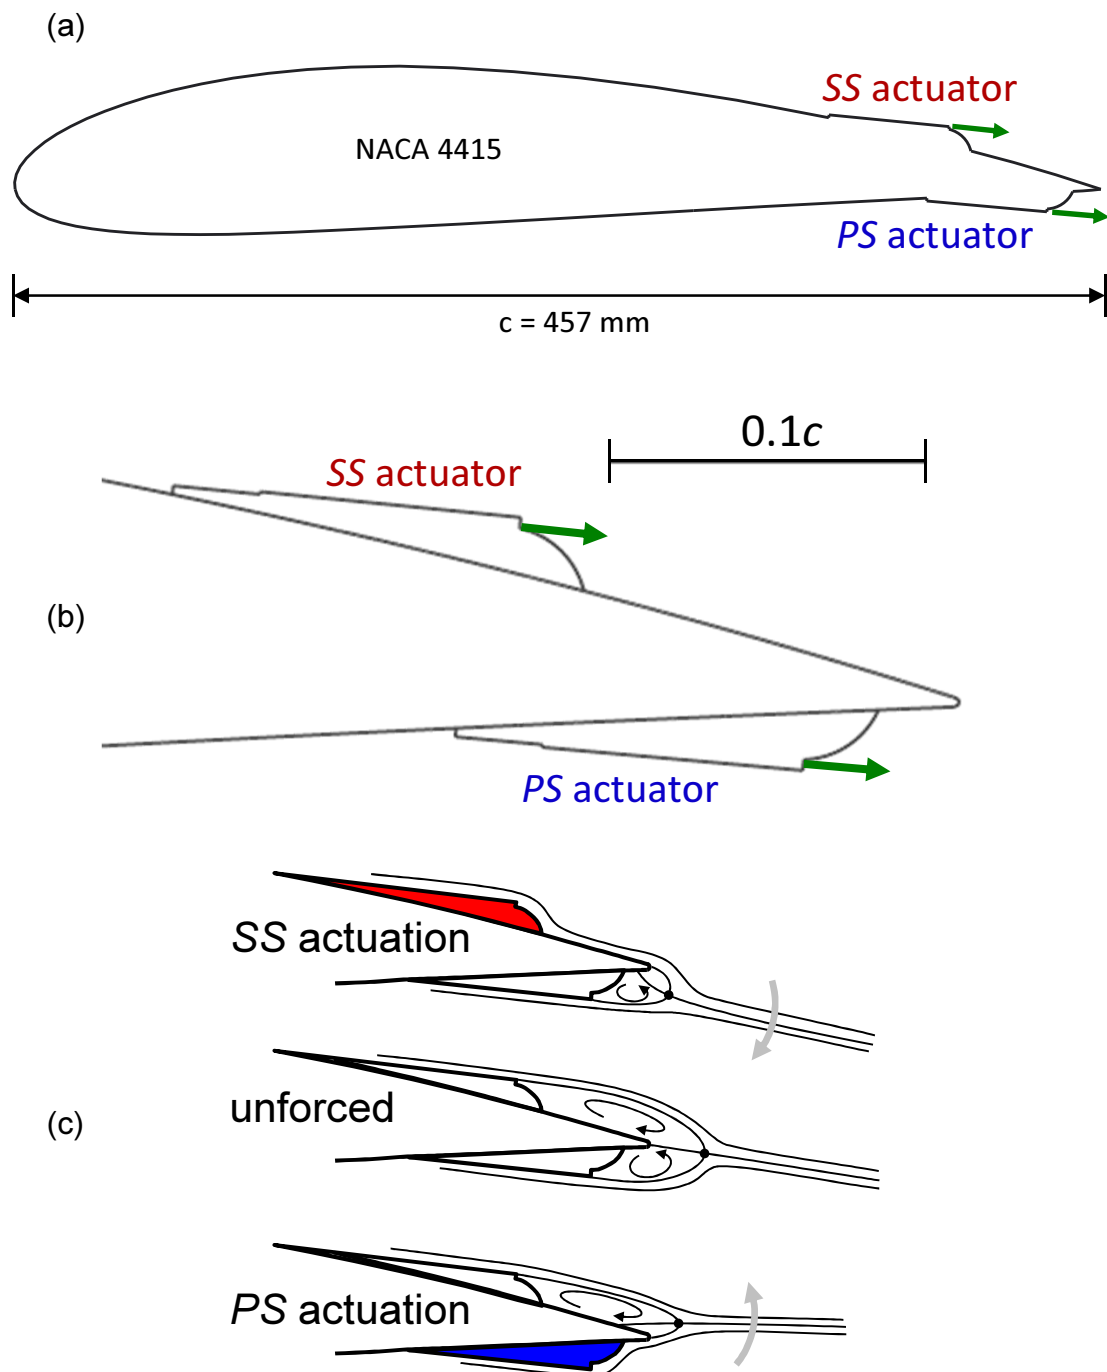 (a)
SS actuator
NACA 4415
PS actuator
c = 457 mm
0.1c
SS actuator
(b)
PS actuator
SS actuation
unforced
(c)
PS actuation